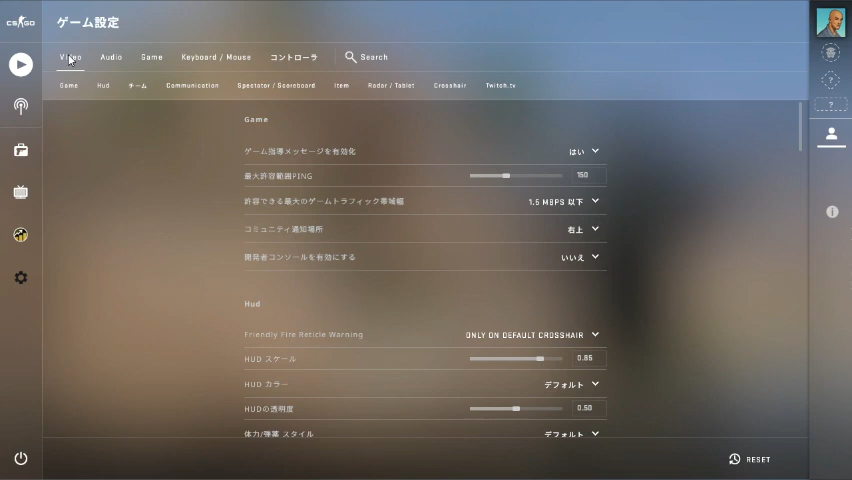 CS:GO
ゲーム設定
Video Audio Game Keyboard / Mouse コントローラ Search
Game Hud チーム Communication Spectator / Scoreboard Item Radar / Tablet Crosshair Twitch.tv
Game
ゲーム指導メッセージを有効化 はい
最大許容範囲PING 150
許容できる最大のゲームトラフィック帯域幅 1.5 MBPS 以下
コミュニティ通知場所 右上
開発者コンソールを有効にする いいえ
Hud
Friendly Fire Reticle Warning ONLY ON DEFAULT CROSSHAIR
HUD スケール 0.85
HUD カラー デフォルト
HUDの透明度 0.50
体力/弾薬 スタイル デフォルト
RESET